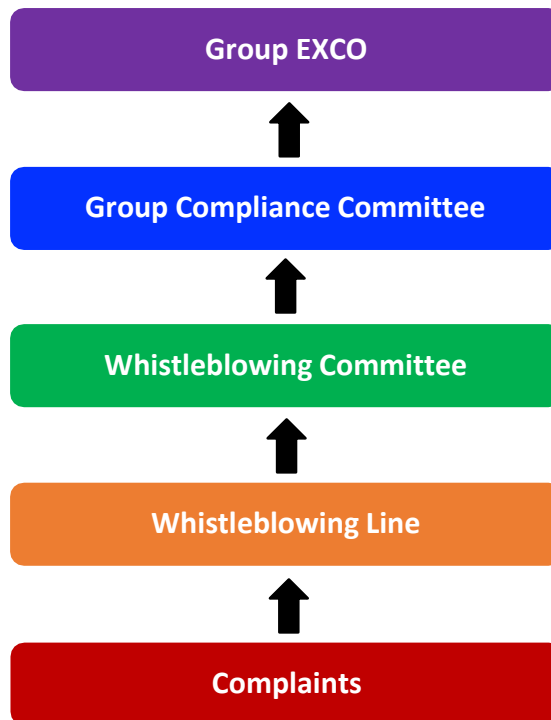 Group EXCO
Group Compliance Committee
Whistleblowing Committee
Whistleblowing Line
Complaints